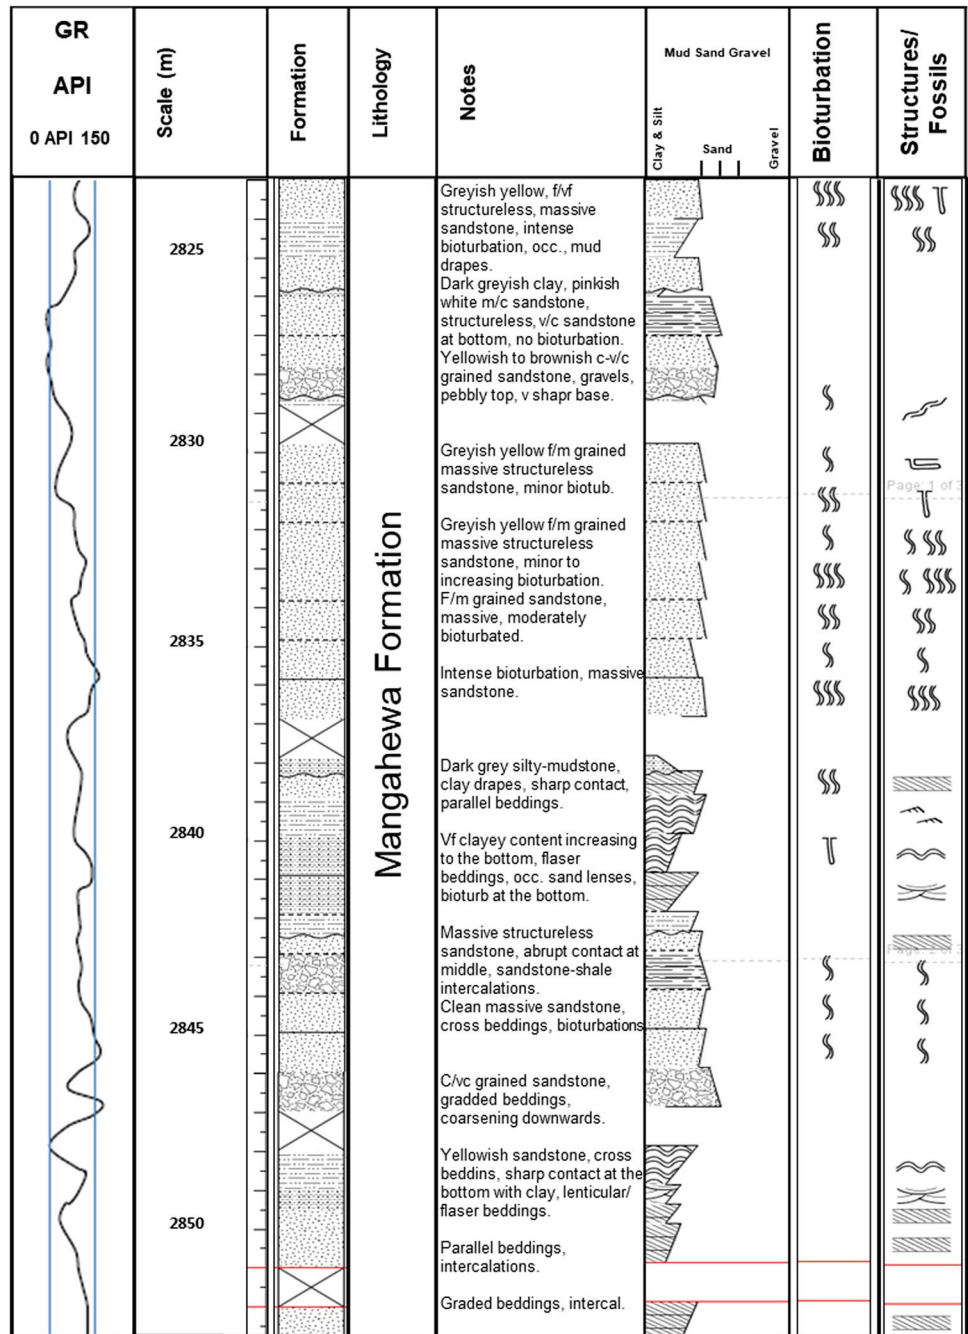 GR
API
0 API 150
Scale (m)
Formation
Lithology
Notes
Mud Sand Gravel
Clay & Silt
Sand
Gravel
Bioturbation
Structures/
Fossils
Greyish yellow, f/vf
structureless, massive
sandstone, intense
bioturbation, occ., mud
drapes.
2825
Dark greyish clay, pinkish
white m/c sandstone,
structureless, v/c sandstone
at bottom, no bioturbation.
Yellowish to brownish c-v/c
grained sandstone, gravels,
pebbly top, v shapr base.
2830
Greyish yellow f/m grained
massive structureless
sandstone, minor biotub.
Page: 1 of 3
Greyish yellow f/m grained
massive structureless
sandstone, minor to
increasing bioturbation.
F/m grained sandstone,
massive, moderately
bioturbated.
2835
Intense bioturbation, massive
sandstone.
Mangahewa Formation
Dark grey silty-mudstone,
clay drapes, sharp contact,
parallel beddings.
2840
Vf clayey content increasing
to the bottom, flaser
beddings, occ. sand lenses,
bioturb at the bottom.
Massive structureless
sandstone, abrupt contact at
middle, sandstone-shale
intercalations.
Page: 2 of 3
Clean massive sandstone,
cross beddings, bioturbations
2845
C/vc grained sandstone,
gradded beddings,
coarsening downwards.
Yellowish sandstone, cross
beddins, sharp contact at the
bottom with clay, lenticular/
flaser beddings.
2850
Parallel beddings,
intercalations.
Graded beddings, intercal.